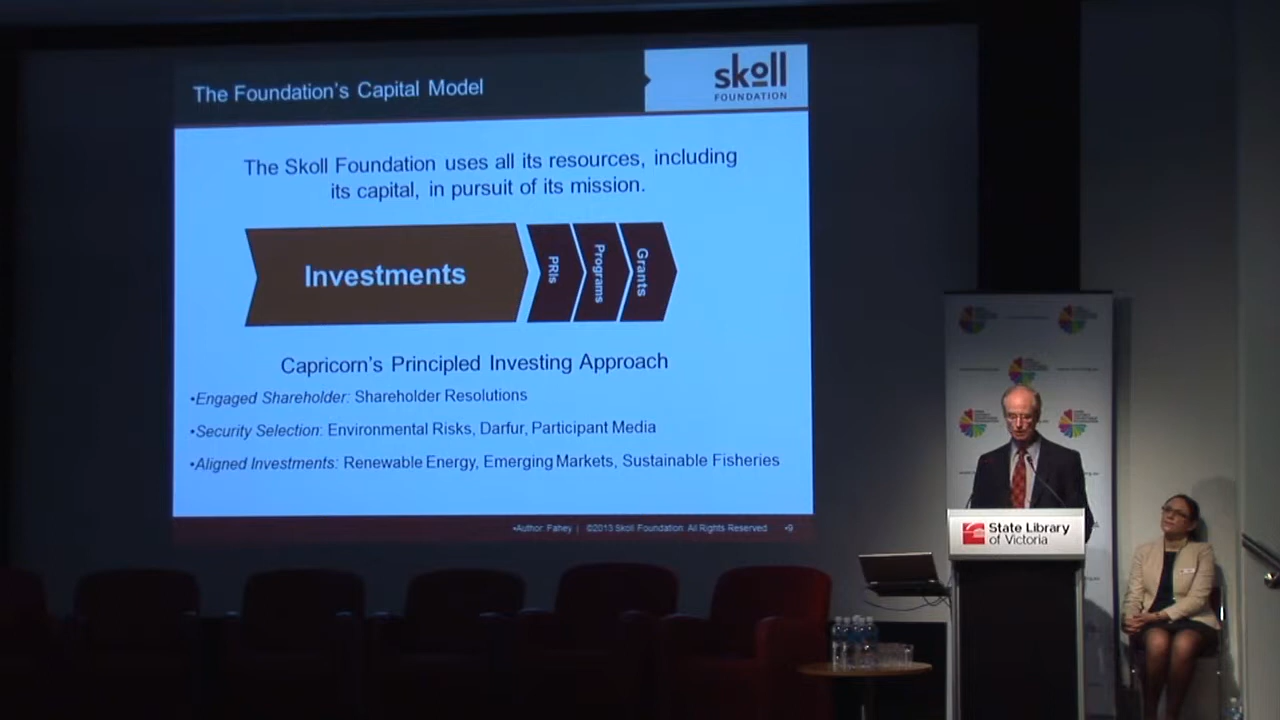 The Foundation's Capital Model
skoll
FOUNDATION
The Skoll Foundation uses all its resources, including
its capital, in pursuit of its mission.
Investments
PRIs
Programs
Grants
Capricorn's Principled Investing Approach
•Engaged Shareholder: Shareholder Resolutions
•Security Selection: Environmental Risks, Darfur, Participant Media
•Aligned Investments: Renewable Energy, Emerging Markets, Sustainable Fisheries
•Author: Fahey | ©2013 Skoll Foundation. All Rights Reserved. •9
State Library
of Victoria